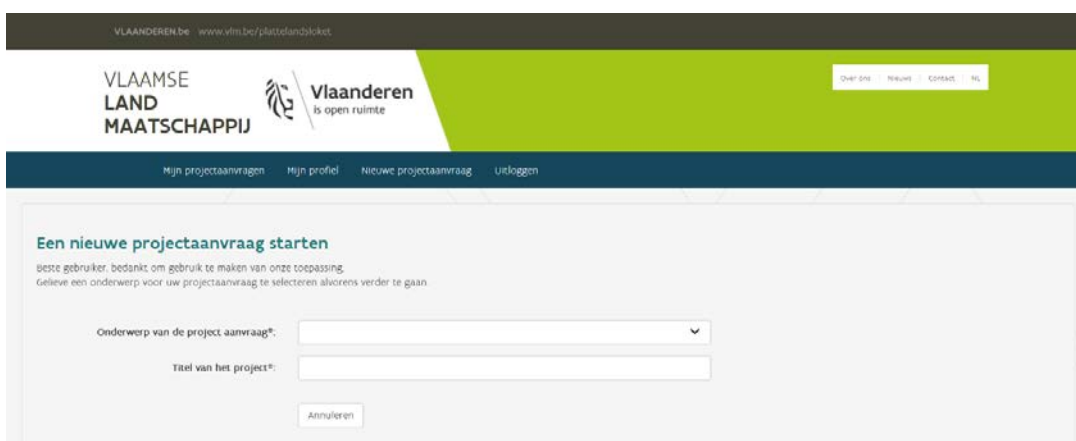 VLAANDEREN.be www.vlm.be/plattelandsloket
VLAAMSE
LAND
MAATSCHAPPIJ
Vlaanderen
is open ruimte
Over ons Nieuws Contact NL
Mijn projectaanvragen Mijn profiel Nieuwe projectaanvraag Uitloggen
Een nieuwe projectaanvraag starten
Beste gebruiker, bedankt om gebruik te maken van onze toepassing.
Gelieve een onderwerp voor uw projectaanvraag te selecteren alvorens verder te gaan.
Onderwerp van de project aanvraag*:
Titel van het project*:
Annuleren